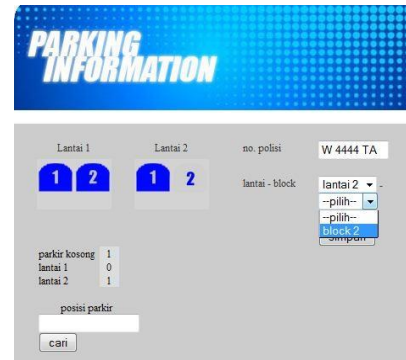 PARKING
INFORMATION
Lantai 1
Lantai 2
no. polisi
W 4444 TA
1 2
1 2
lantai - block
lantai 2 -
--pilih--
--pilih--
block 2
simpan
parkir kosong 1
lantai 1 0
lantai 2 1
posisi parkir
cari